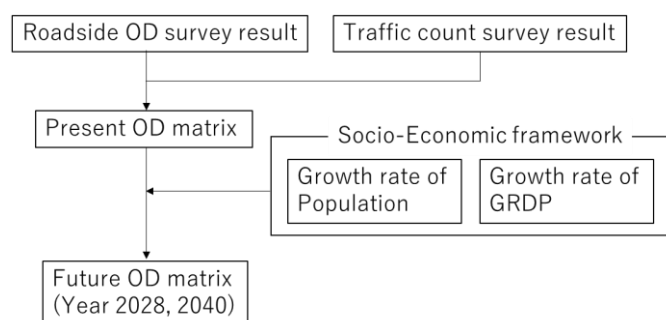 Roadside OD survey result
Traffic count survey result
Present OD matrix
Socio-Economic framework
Growth rate of
Population
Growth rate of
GRDP
Future OD matrix
(Year 2028, 2040)